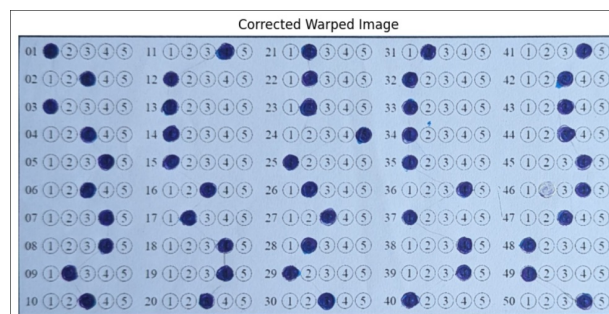 Corrected Warped Image
01 2 3 4 5 11 1 2 3 5 21 1 3 4 5 31 1 3 4 5 41 1 2 3 5
02 1 2 4 5 12 2 3 4 5 22 1 3 4 5 32 2 3 4 5 42 1 2 4 5
03 2 3 4 5 13 2 3 4 5 23 1 3 4 5 33 2 3 4 5 43 1 2 4 5
04 1 2 4 5 14 2 3 4 5 24 1 2 3 4 34 2 3 4 5 44 1 2 4 5
05 1 2 3 5 15 2 3 4 5 25 2 3 4 5 35 2 3 4 5 45 1 2 3 5
06 1 2 4 5 16 1 2 4 5 26 1 3 4 5 36 1 2 3 5 46 1 3 5
07 1 2 3 5 17 1 3 4 5 27 1 2 4 5 37 2 3 4 5 47 1 2 4 5
08 1 2 3 5 18 1 2 3 5 28 1 3 4 5 38 1 2 3 5 48 2 3 4 5
09 1 3 4 5 19 1 2 3 5 29 2 3 4 5 39 1 2 3 5 49 2 3 4 5
10 1 2 4 5 20 1 2 4 5 30 1 2 4 5 40 2 3 4 5 50 1 2 3 5